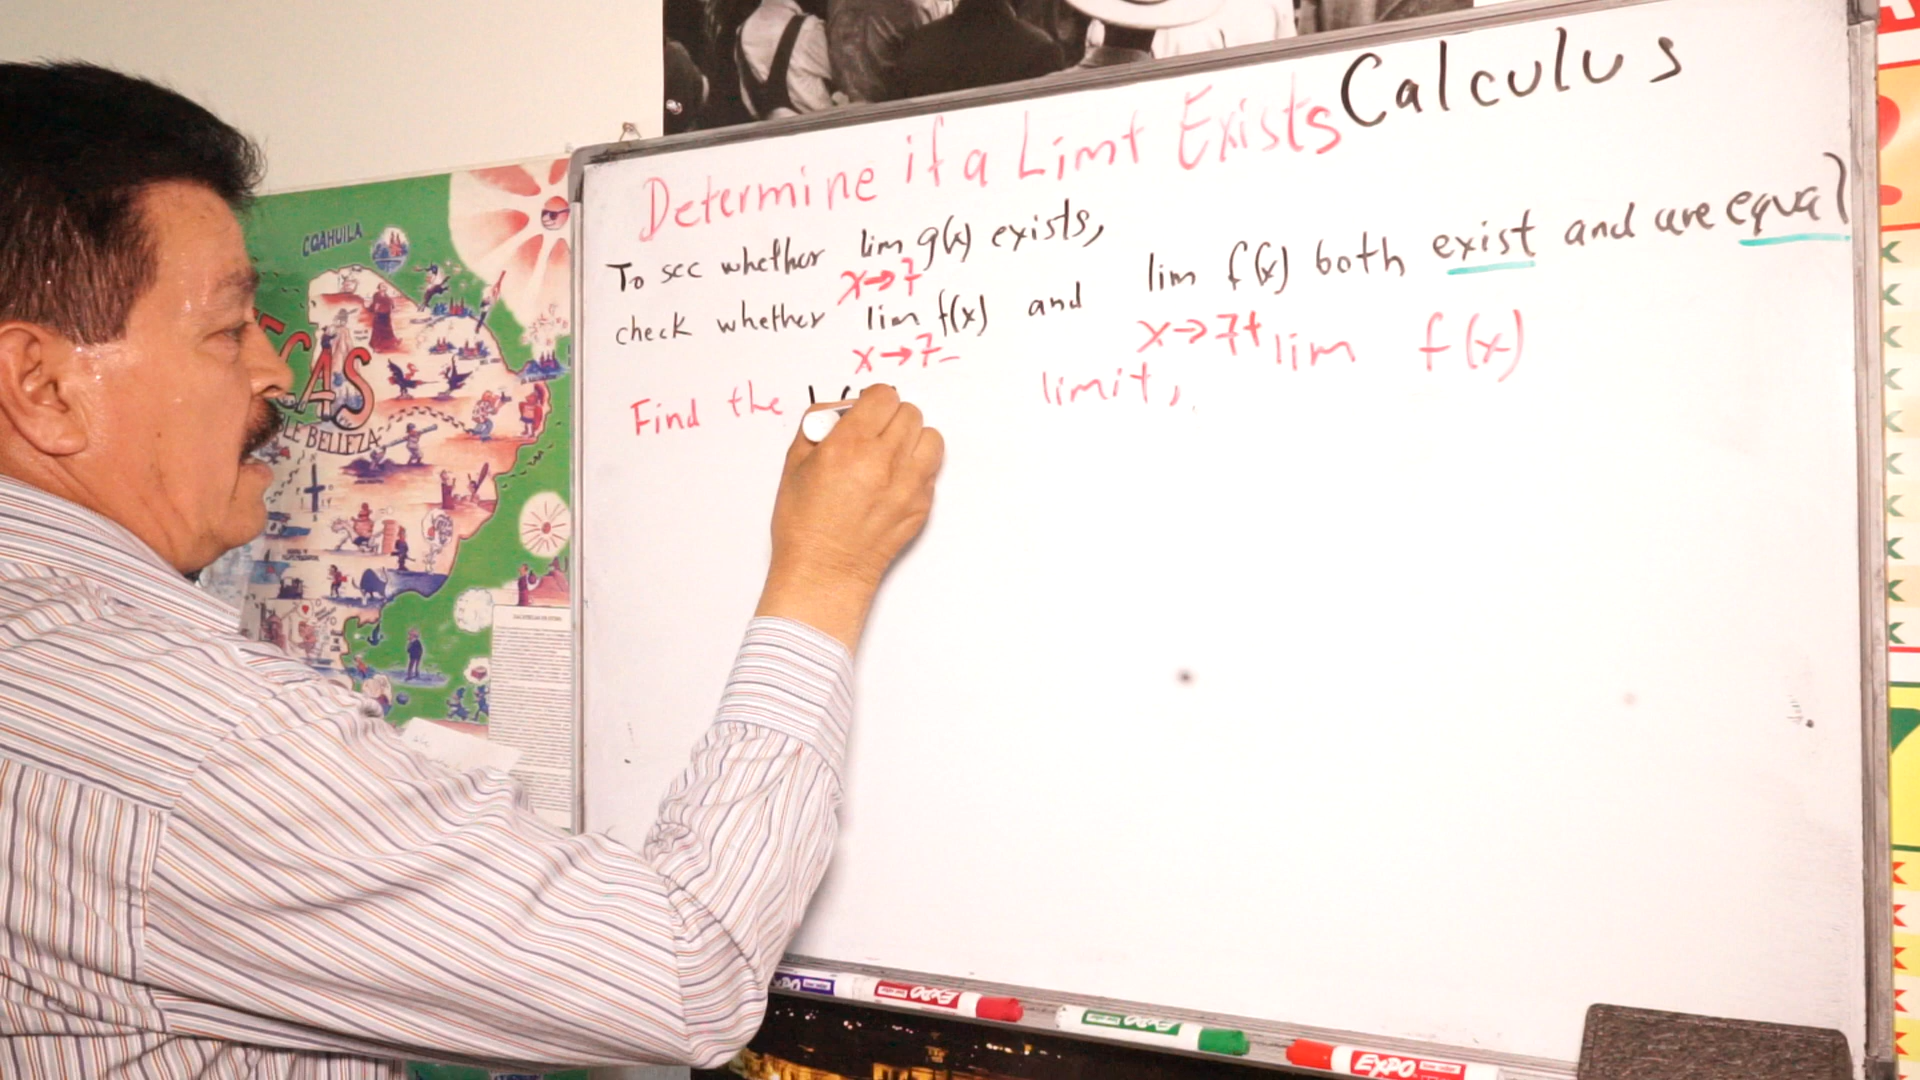 Determine if a Limt Exists Calculus
To see whether lim g(x) exists,
x→7
check whether lim f(x) and lim f(x) both exist and are equal
x→7- x→7+
Find the limit, lim f(x)
COAHUILA
LE BELLEZA
EXPO
EXPO
EXPO
EXPO